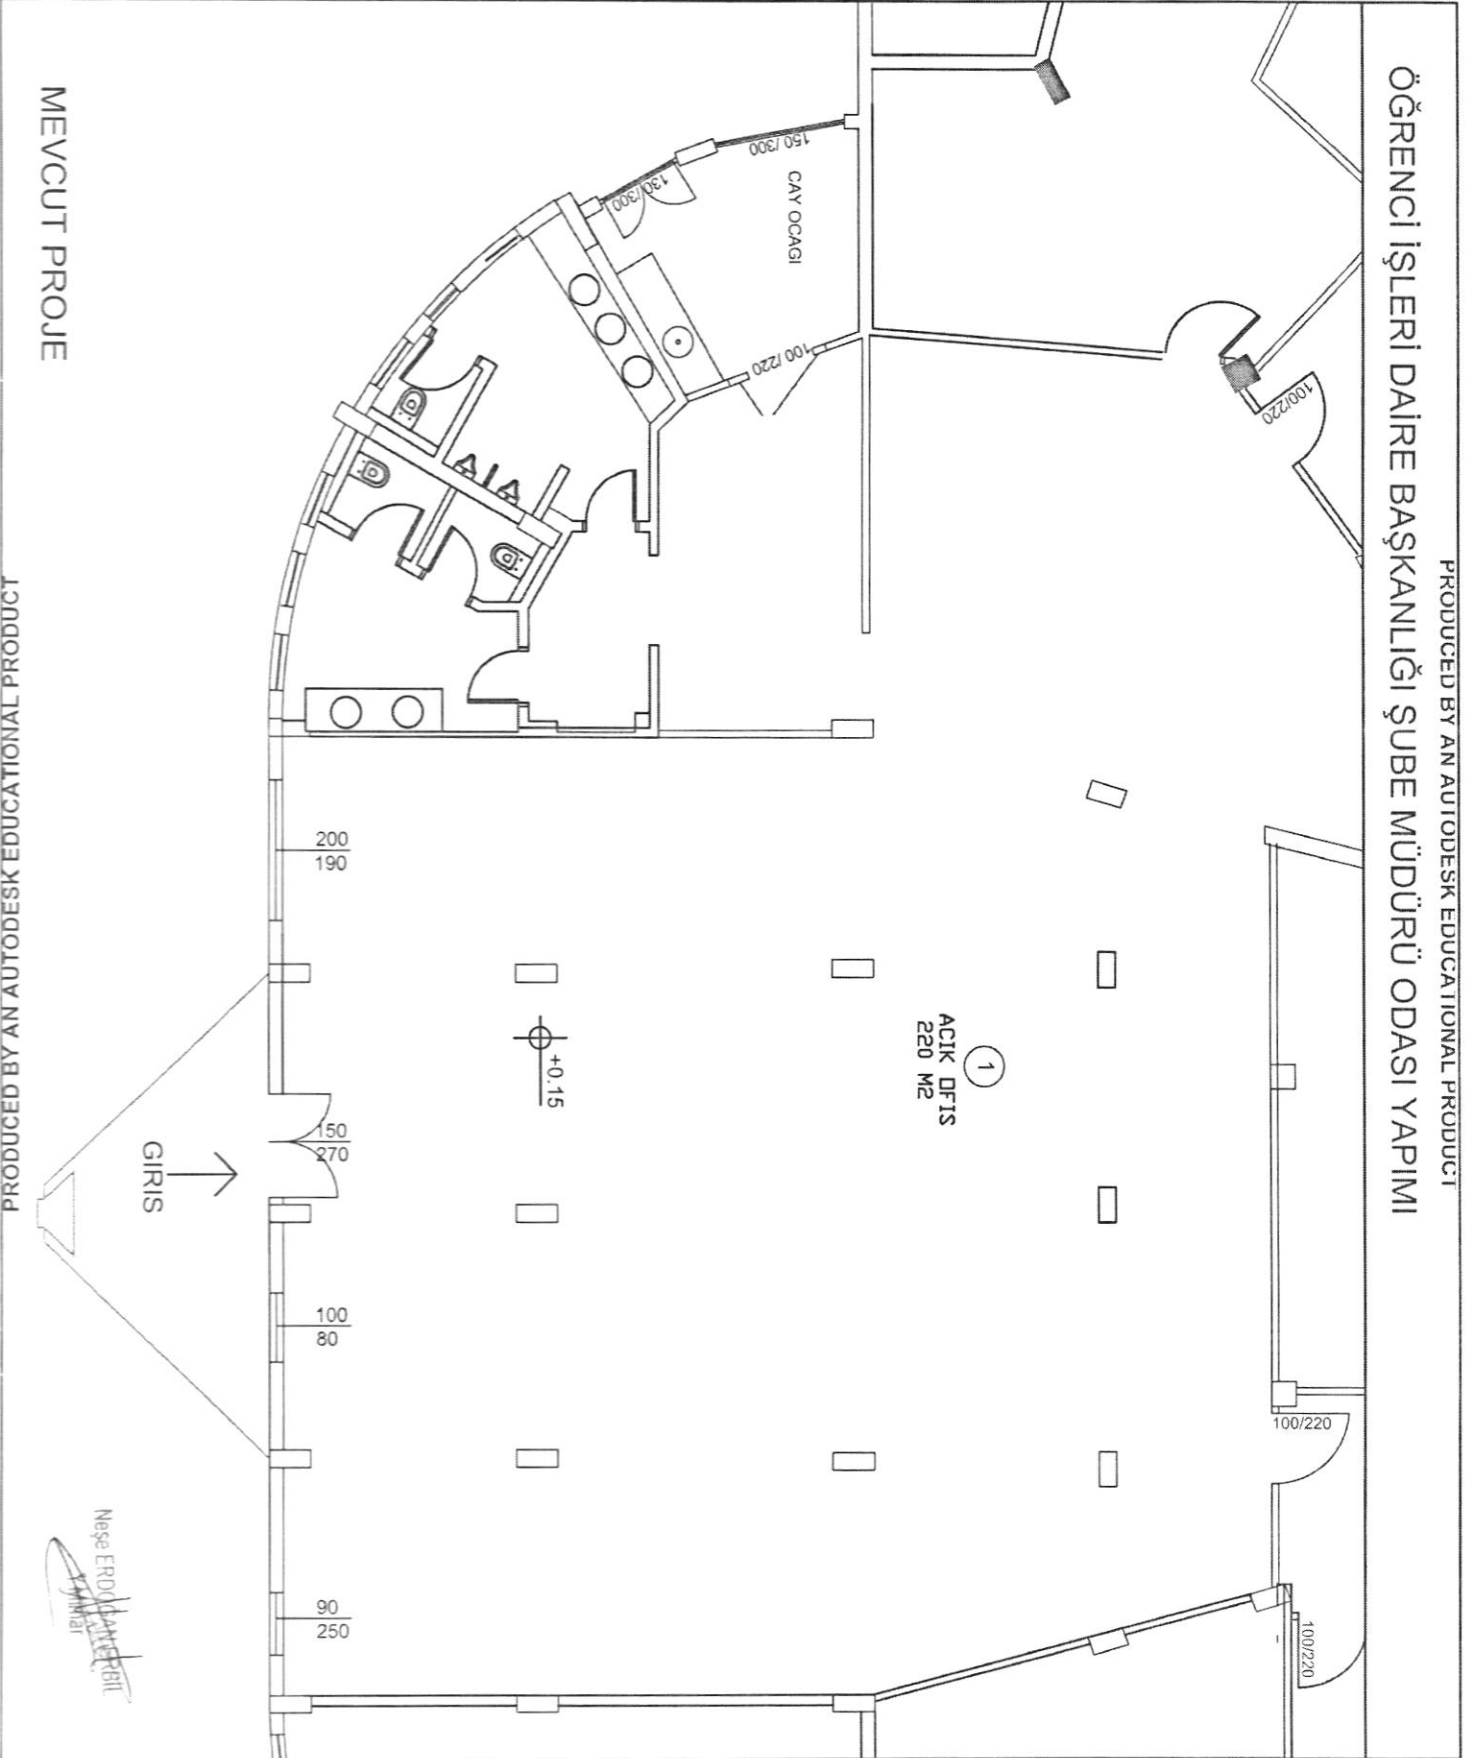 PRODUCED BY AN AUTODESK EDUCATIONAL PRODUCT
ÖĞRENCİ İŞLERİ DAİRE BAŞKANLIĞI ŞUBE MÜDÜRÜ ODASI YAPIMI
100/220
100/220
100/220
150/300
130/300
CAY OCAGI
100/220
1
ACIK OFIS
220 M2
+0.15
200
190
150
270
100
80
90
250
GIRIS
MEVCUT PROJE
Neşe ERDOĞAN ERBİL
Y.Mimar
PRODUCED BY AN AUTODESK EDUCATIONAL PRODUCT